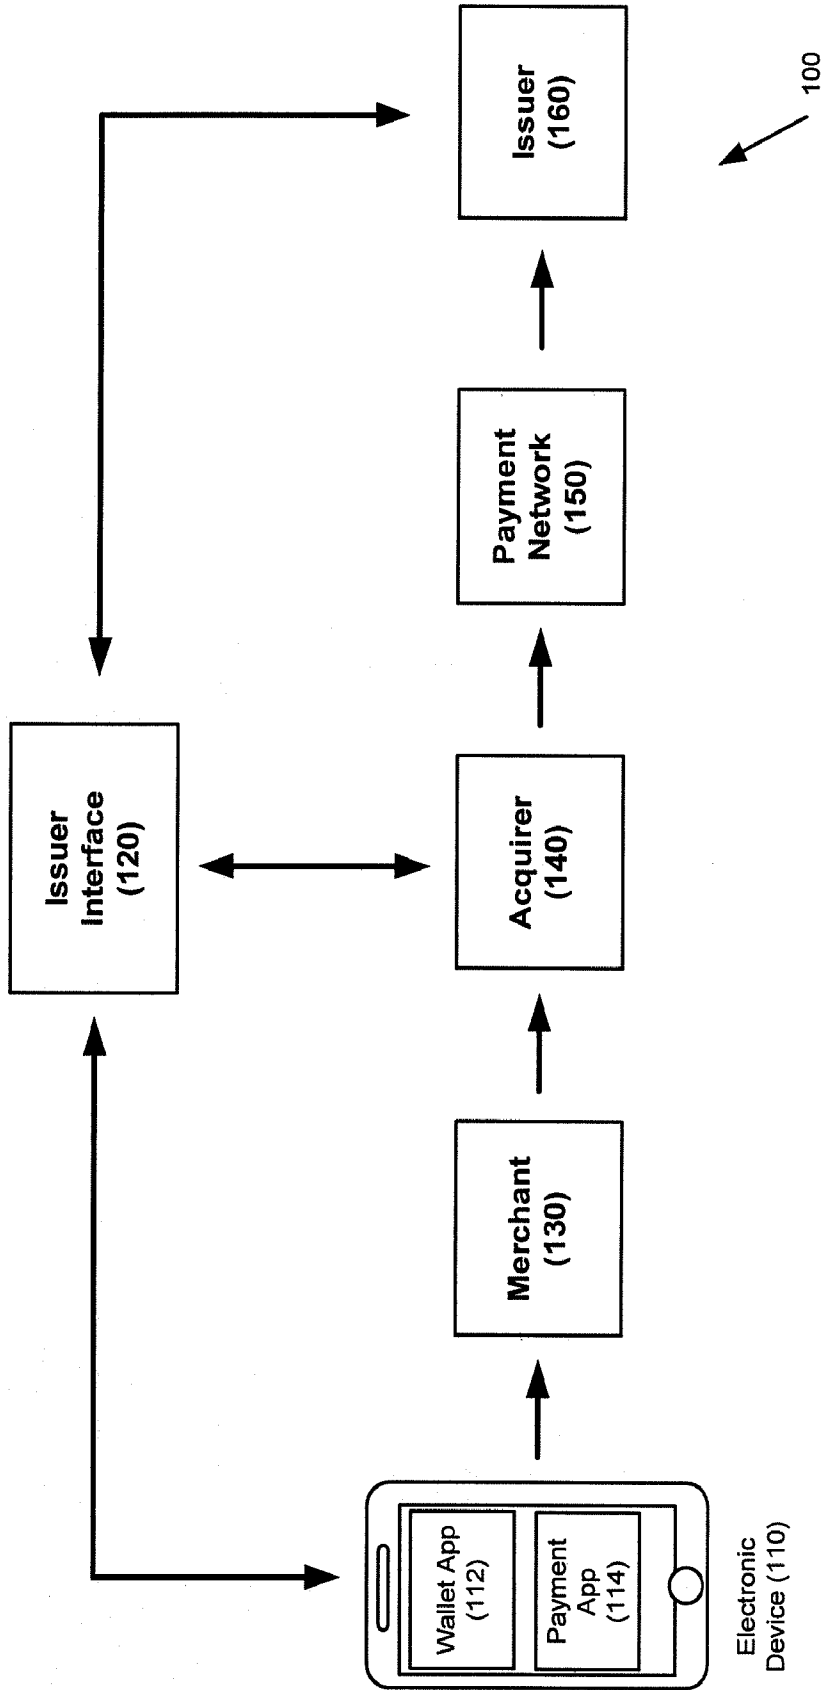 Issuer
Interface
(120)
Wallet App
(112)
Payment
App
(114)
Electronic
Device (110)
Merchant
(130)
Acquirer
(140)
Payment
Network
(150)
Issuer
(160)
100